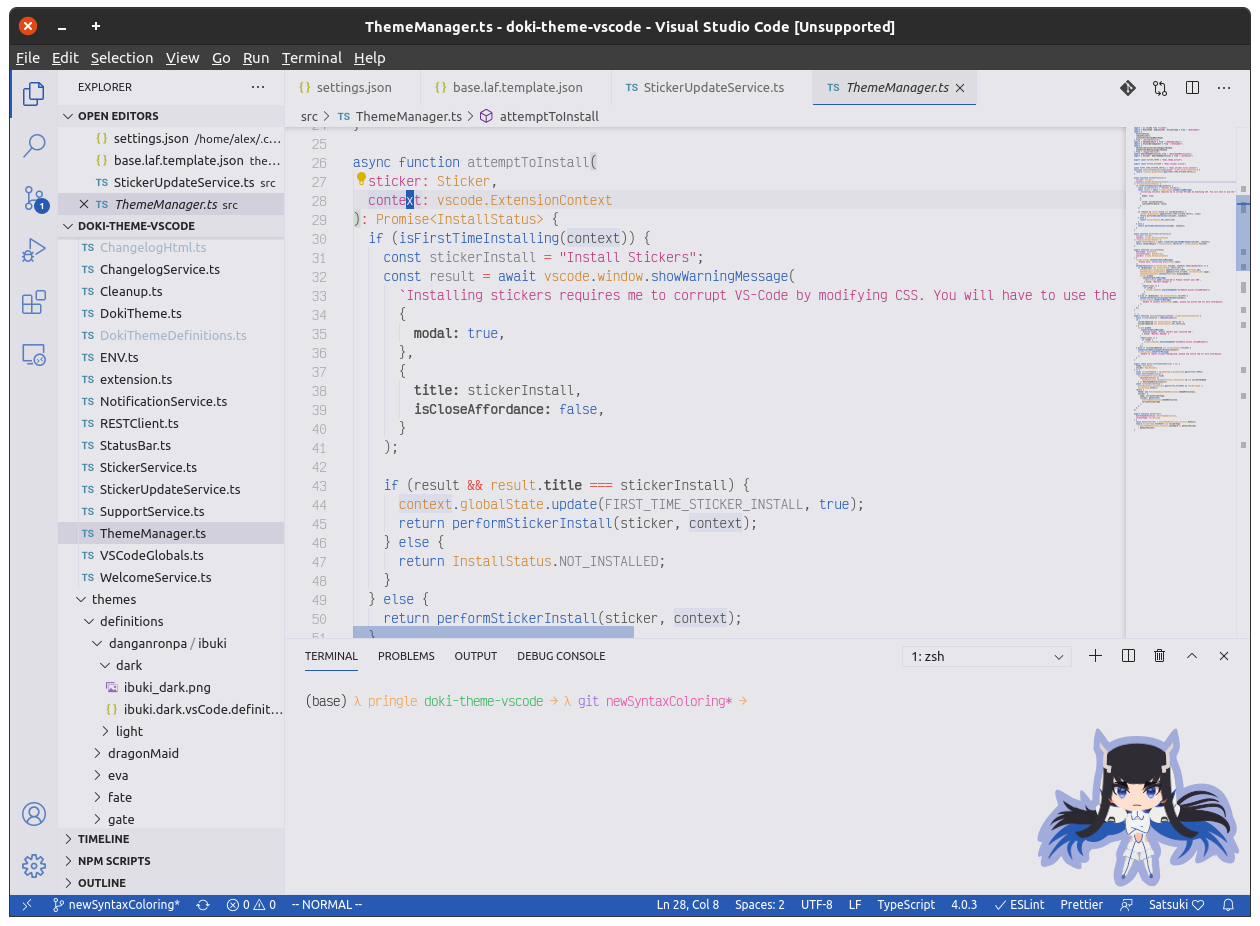 ThemeManager.ts - doki-theme-vscode - Visual Studio Code [Unsupported]
File Edit Selection View Go Run Terminal Help
EXPLORER
OPEN EDITORS
{} settings.json /home/alex/.c...
{} base.laf.template.json the...
TS StickerUpdateService.ts src
TS ThemeManager.ts src
1
DOKI-THEME-VSCODE
TS ChangelogHtml.ts
TS ChangelogService.ts
TS Cleanup.ts
TS DokiTheme.ts
TS DokiThemeDefinitions.ts
TS ENV.ts
TS extension.ts
TS NotificationService.ts
TS RESTClient.ts
TS StatusBar.ts
TS StickerService.ts
TS StickerUpdateService.ts
TS SupportService.ts
TS ThemeManager.ts
TS VSCodeGlobals.ts
TS WelcomeService.ts
themes
definitions
danganronpa / ibuki
dark
ibuki_dark.png
{} ibuki.dark.vsCode.definit...
light
dragonMaid
eva
fate
gate
TIMELINE
NPM SCRIPTS
OUTLINE
{} settings.json {} base.laf.template.json TS StickerUpdateService.ts TS ThemeManager.ts
src > TS ThemeManager.ts > attemptToInstall
24 }
25
26 async function attemptToInstall(
27 sticker: Sticker,
28 context: vscode.ExtensionContext
29 ): Promise<InstallStatus> {
30 if (isFirstTimeInstalling(context)) {
31 const stickerInstall = "Install Stickers";
32 const result = await vscode.window.showWarningMessage(
33 `Installing stickers requires me to corrupt VS-Code by modifying CSS. You will have to use the
34 {
35 modal: true,
36 },
37 {
38 title: stickerInstall,
39 isCloseAffordance: false,
40 }
41 );
42
43 if (result && result.title === stickerInstall) {
44 context.globalState.update(FIRST_TIME_STICKER_INSTALL, true);
45 return performStickerInstall(sticker, context);
46 } else {
47 return InstallStatus.NOT_INSTALLED;
48 }
49 } else {
50 return performStickerInstall(sticker, context);
51 }
TERMINAL PROBLEMS OUTPUT DEBUG CONSOLE 1: zsh
(base) λ pringle doki-theme-vscode → λ git newSyntaxColoring* →
newSyntaxColoring* 0 0 -- NORMAL -- Ln 28, Col 8 Spaces: 2 UTF-8 LF TypeScript 4.0.3 ESLint Prettier Satsuki ♡